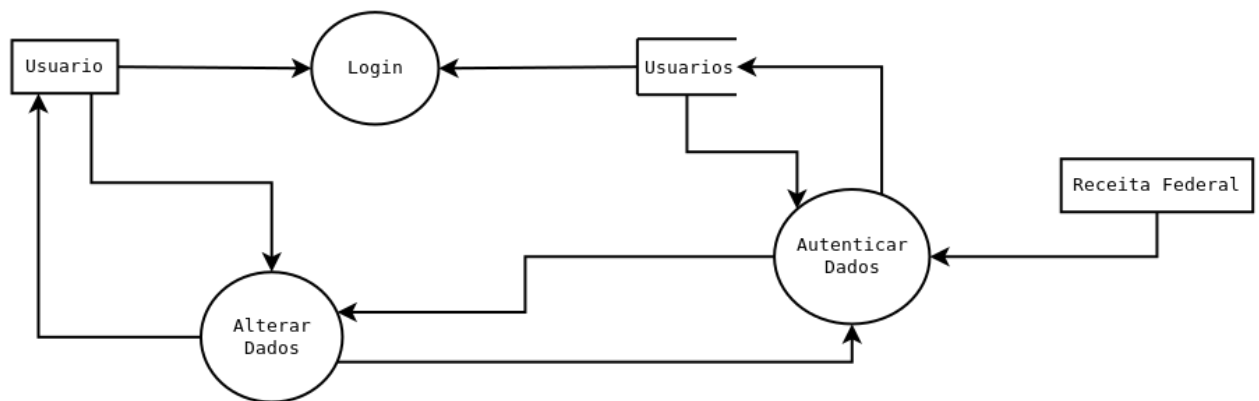 Usuario
Login
Usuarios
Receita Federal
Autenticar
Dados
Alterar
Dados